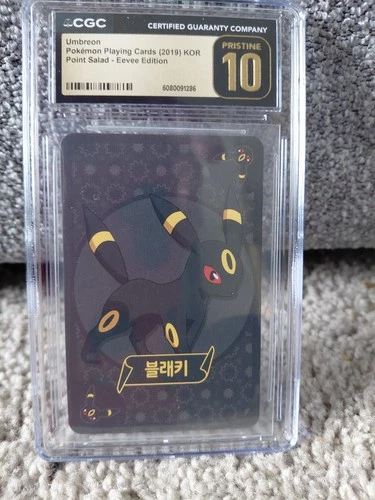 CGC
CERTIFIED GUARANTY COMPANY
Umbreon
Pokémon Playing Cards (2019) KOR
Point Salad - Eevee Edition
6080091286
PRISTINE
10
블래키